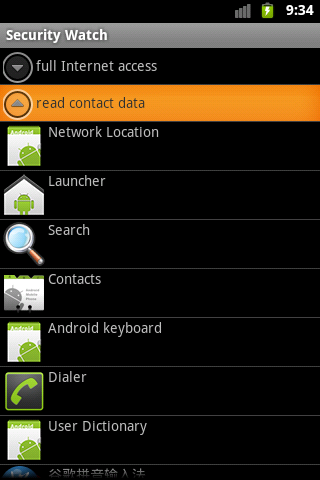 9:34
Security Watch
full Internet access
read contact data
Network Location
Launcher
Search
Contacts
Android keyboard
Dialer
User Dictionary
谷歌拼音输入法